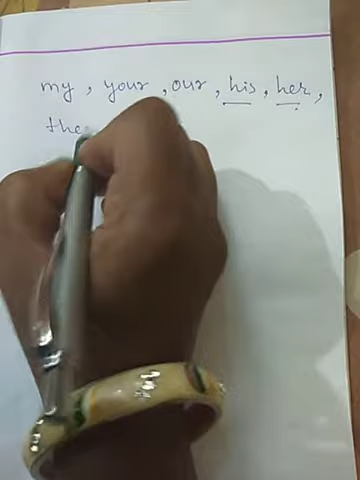 my, your, our, his, her,
the